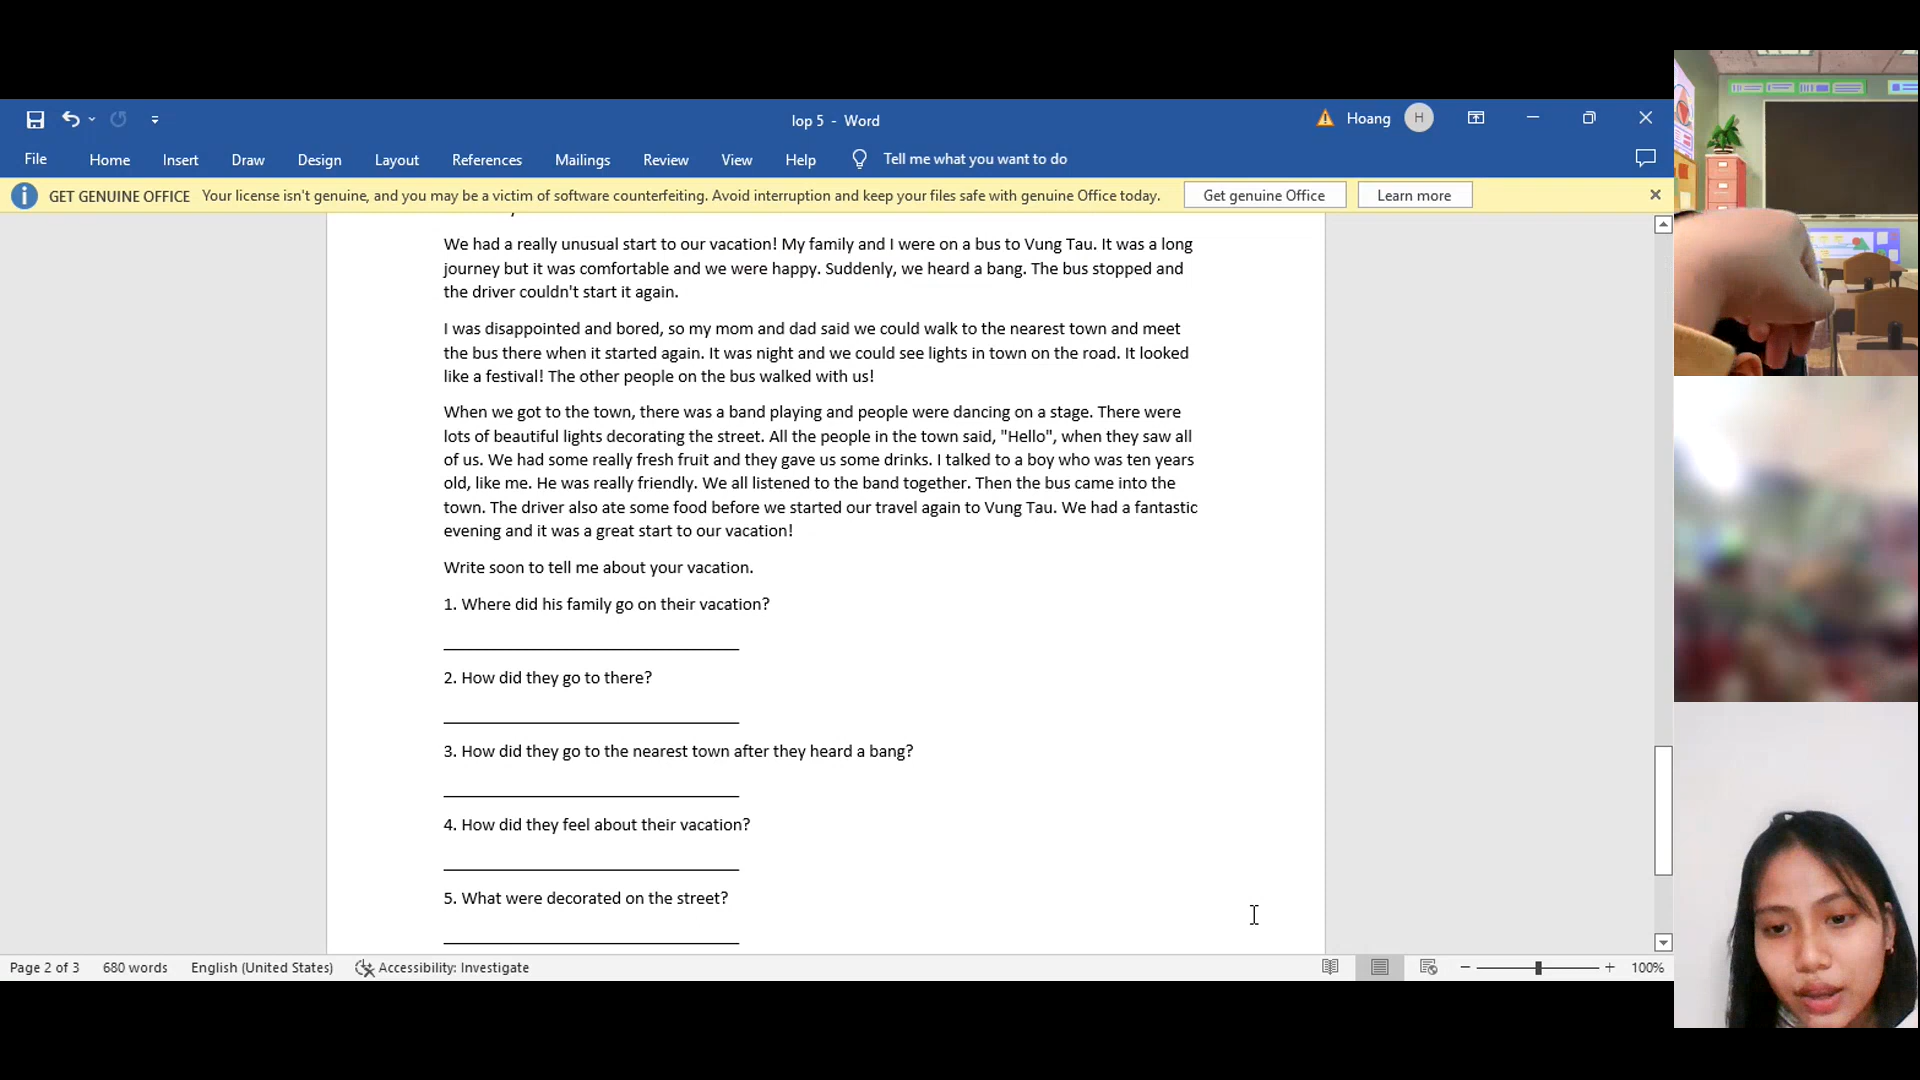 lop 5 - Word
Hoang
H
File
Home
Insert
Draw
Design
Layout
References
Mailings
Review
View
Help
Tell me what you want to do
GET GENUINE OFFICE Your license isn't genuine, and you may be a victim of software counterfeiting. Avoid interruption and keep your files safe with genuine Office today.
Get genuine Office
Learn more
We had a really unusual start to our vacation! My family and I were on a bus to Vung Tau. It was a long
journey but it was comfortable and we were happy. Suddenly, we heard a bang. The bus stopped and
the driver couldn't start it again.
I was disappointed and bored, so my mom and dad said we could walk to the nearest town and meet
the bus there when it started again. It was night and we could see lights in town on the road. It looked
like a festival! The other people on the bus walked with us!
When we got to the town, there was a band playing and people were dancing on a stage. There were
lots of beautiful lights decorating the street. All the people in the town said, "Hello", when they saw all
of us. We had some really fresh fruit and they gave us some drinks. I talked to a boy who was ten years
old, like me. He was really friendly. We all listened to the band together. Then the bus came into the
town. The driver also ate some food before we started our travel again to Vung Tau. We had a fantastic
evening and it was a great start to our vacation!
Write soon to tell me about your vacation.
1. Where did his family go on their vacation?
2. How did they go to there?
3. How did they go to the nearest town after they heard a bang?
4. How did they feel about their vacation?
5. What were decorated on the street?
Page 2 of 3
680 words
English (United States)
Accessibility: Investigate
100%